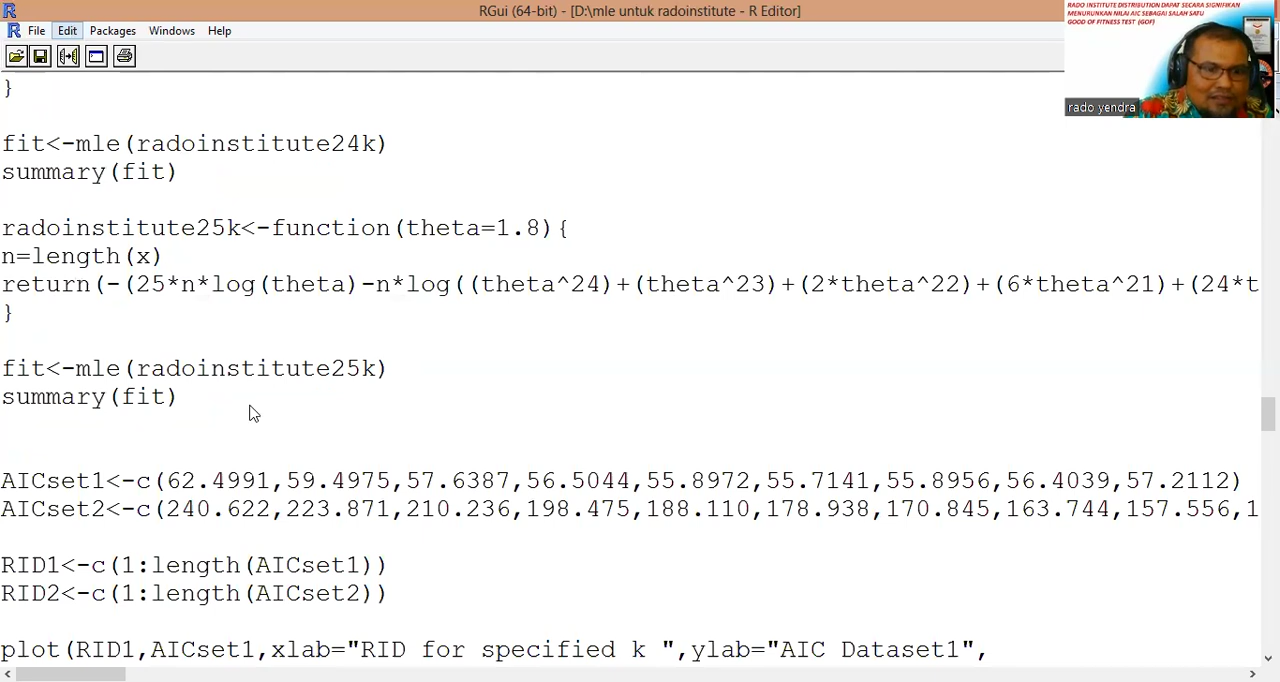 RGui (64-bit) - [D:\mle untuk radoinstitute - R Editor]
File Edit Packages Windows Help
RADO INSTITUTE DISTRIBUTION DAPAT SECARA SIGNIFIKAN
MENURUNKAN NILAI AIC SEBAGAI SALAH SATU
GOOD OF FITNESS TEST (GOF)
rado yendra
}
fit<-mle(radoinstitute24k)
summary(fit)
radoinstitute25k<-function(theta=1.8){
n=length(x)
return(-(25*n*log(theta)-n*log((theta^24)+(theta^23)+(2*theta^22)+(6*theta^21)+(24*t
}
fit<-mle(radoinstitute25k)
summary(fit)
AICset1<-c(62.4991,59.4975,57.6387,56.5044,55.8972,55.7141,55.8956,56.4039,57.2112)
AICset2<-c(240.622,223.871,210.236,198.475,188.110,178.938,170.845,163.744,157.556,1
RID1<-c(1:length(AICset1))
RID2<-c(1:length(AICset2))
plot(RID1,AICset1,xlab="RID for specified k ",ylab="AIC Dataset1",